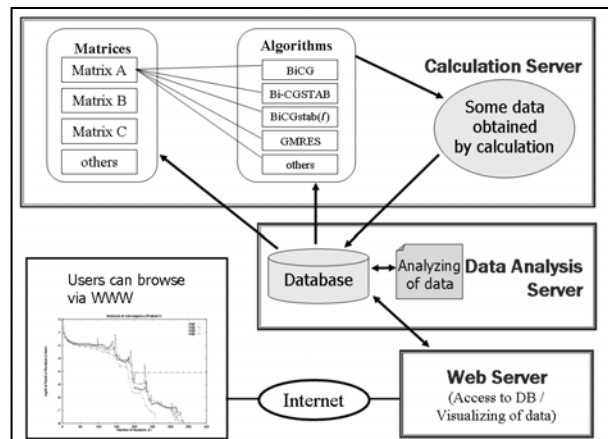 Matrices
Matrix A
Matrix B
Matrix C
others
Algorithms
BiCG
Bi-CGSTAB
BiCGstab(ℓ)
GMRES
others
Calculation Server
Some data
obtained
by calculation
Database
Analyzing
of data
Data Analysis
Server
Users can browse
via WWW
Internet
Web Server
(Access to DB /
Visualizing of data)